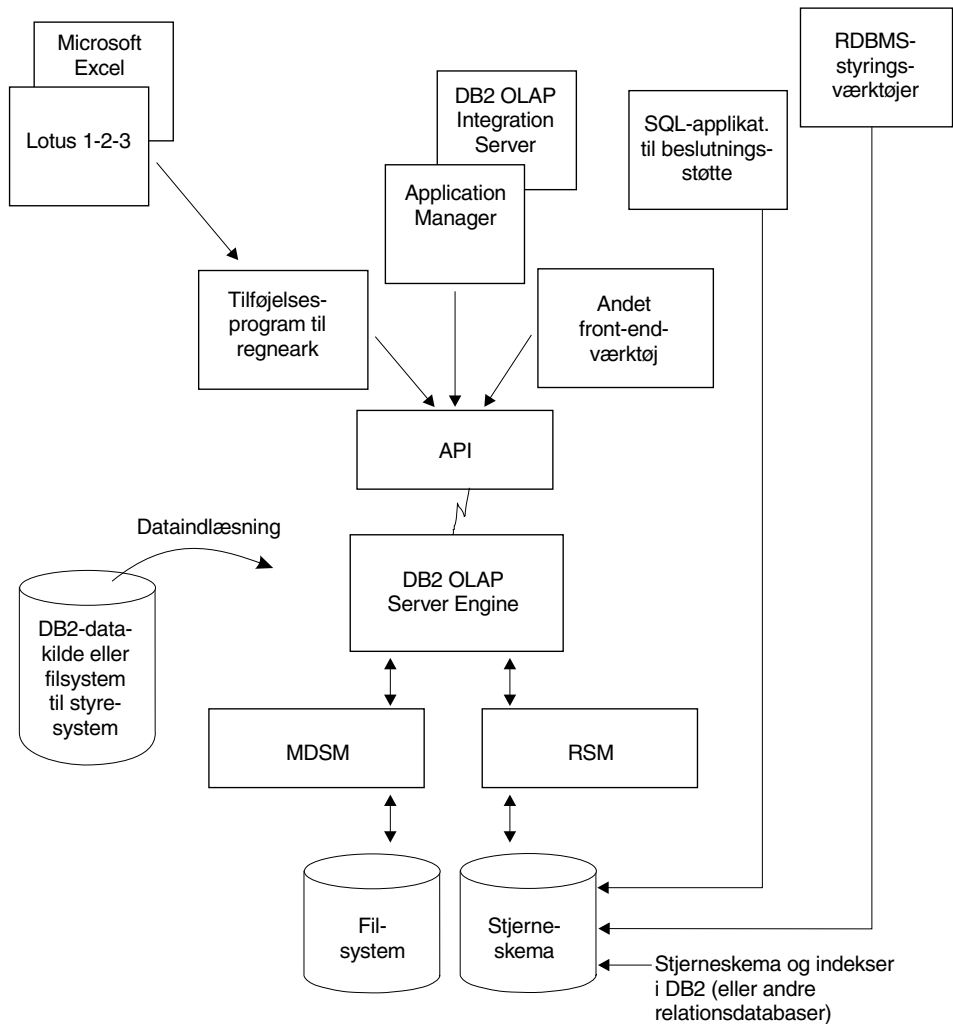 Microsoft
Excel
Lotus 1-2-3
DB2 OLAP
Integration
Server
Application
Manager
SQL-applikat.
til beslutnings-
støtte
RDBMS-
styrings-
værktøjer
Tilføjelses-
program til
regneark
Andet
front-end-
værktøj
API
Dataindlæsning
DB2 OLAP
Server Engine
DB2-data-
kilde eller
filsystem
til styre-
system
MDSM
RSM
Fil-
system
Stjerne-
skema
Stjerneskema og indekser
i DB2 (eller andre
relationsdatabaser)